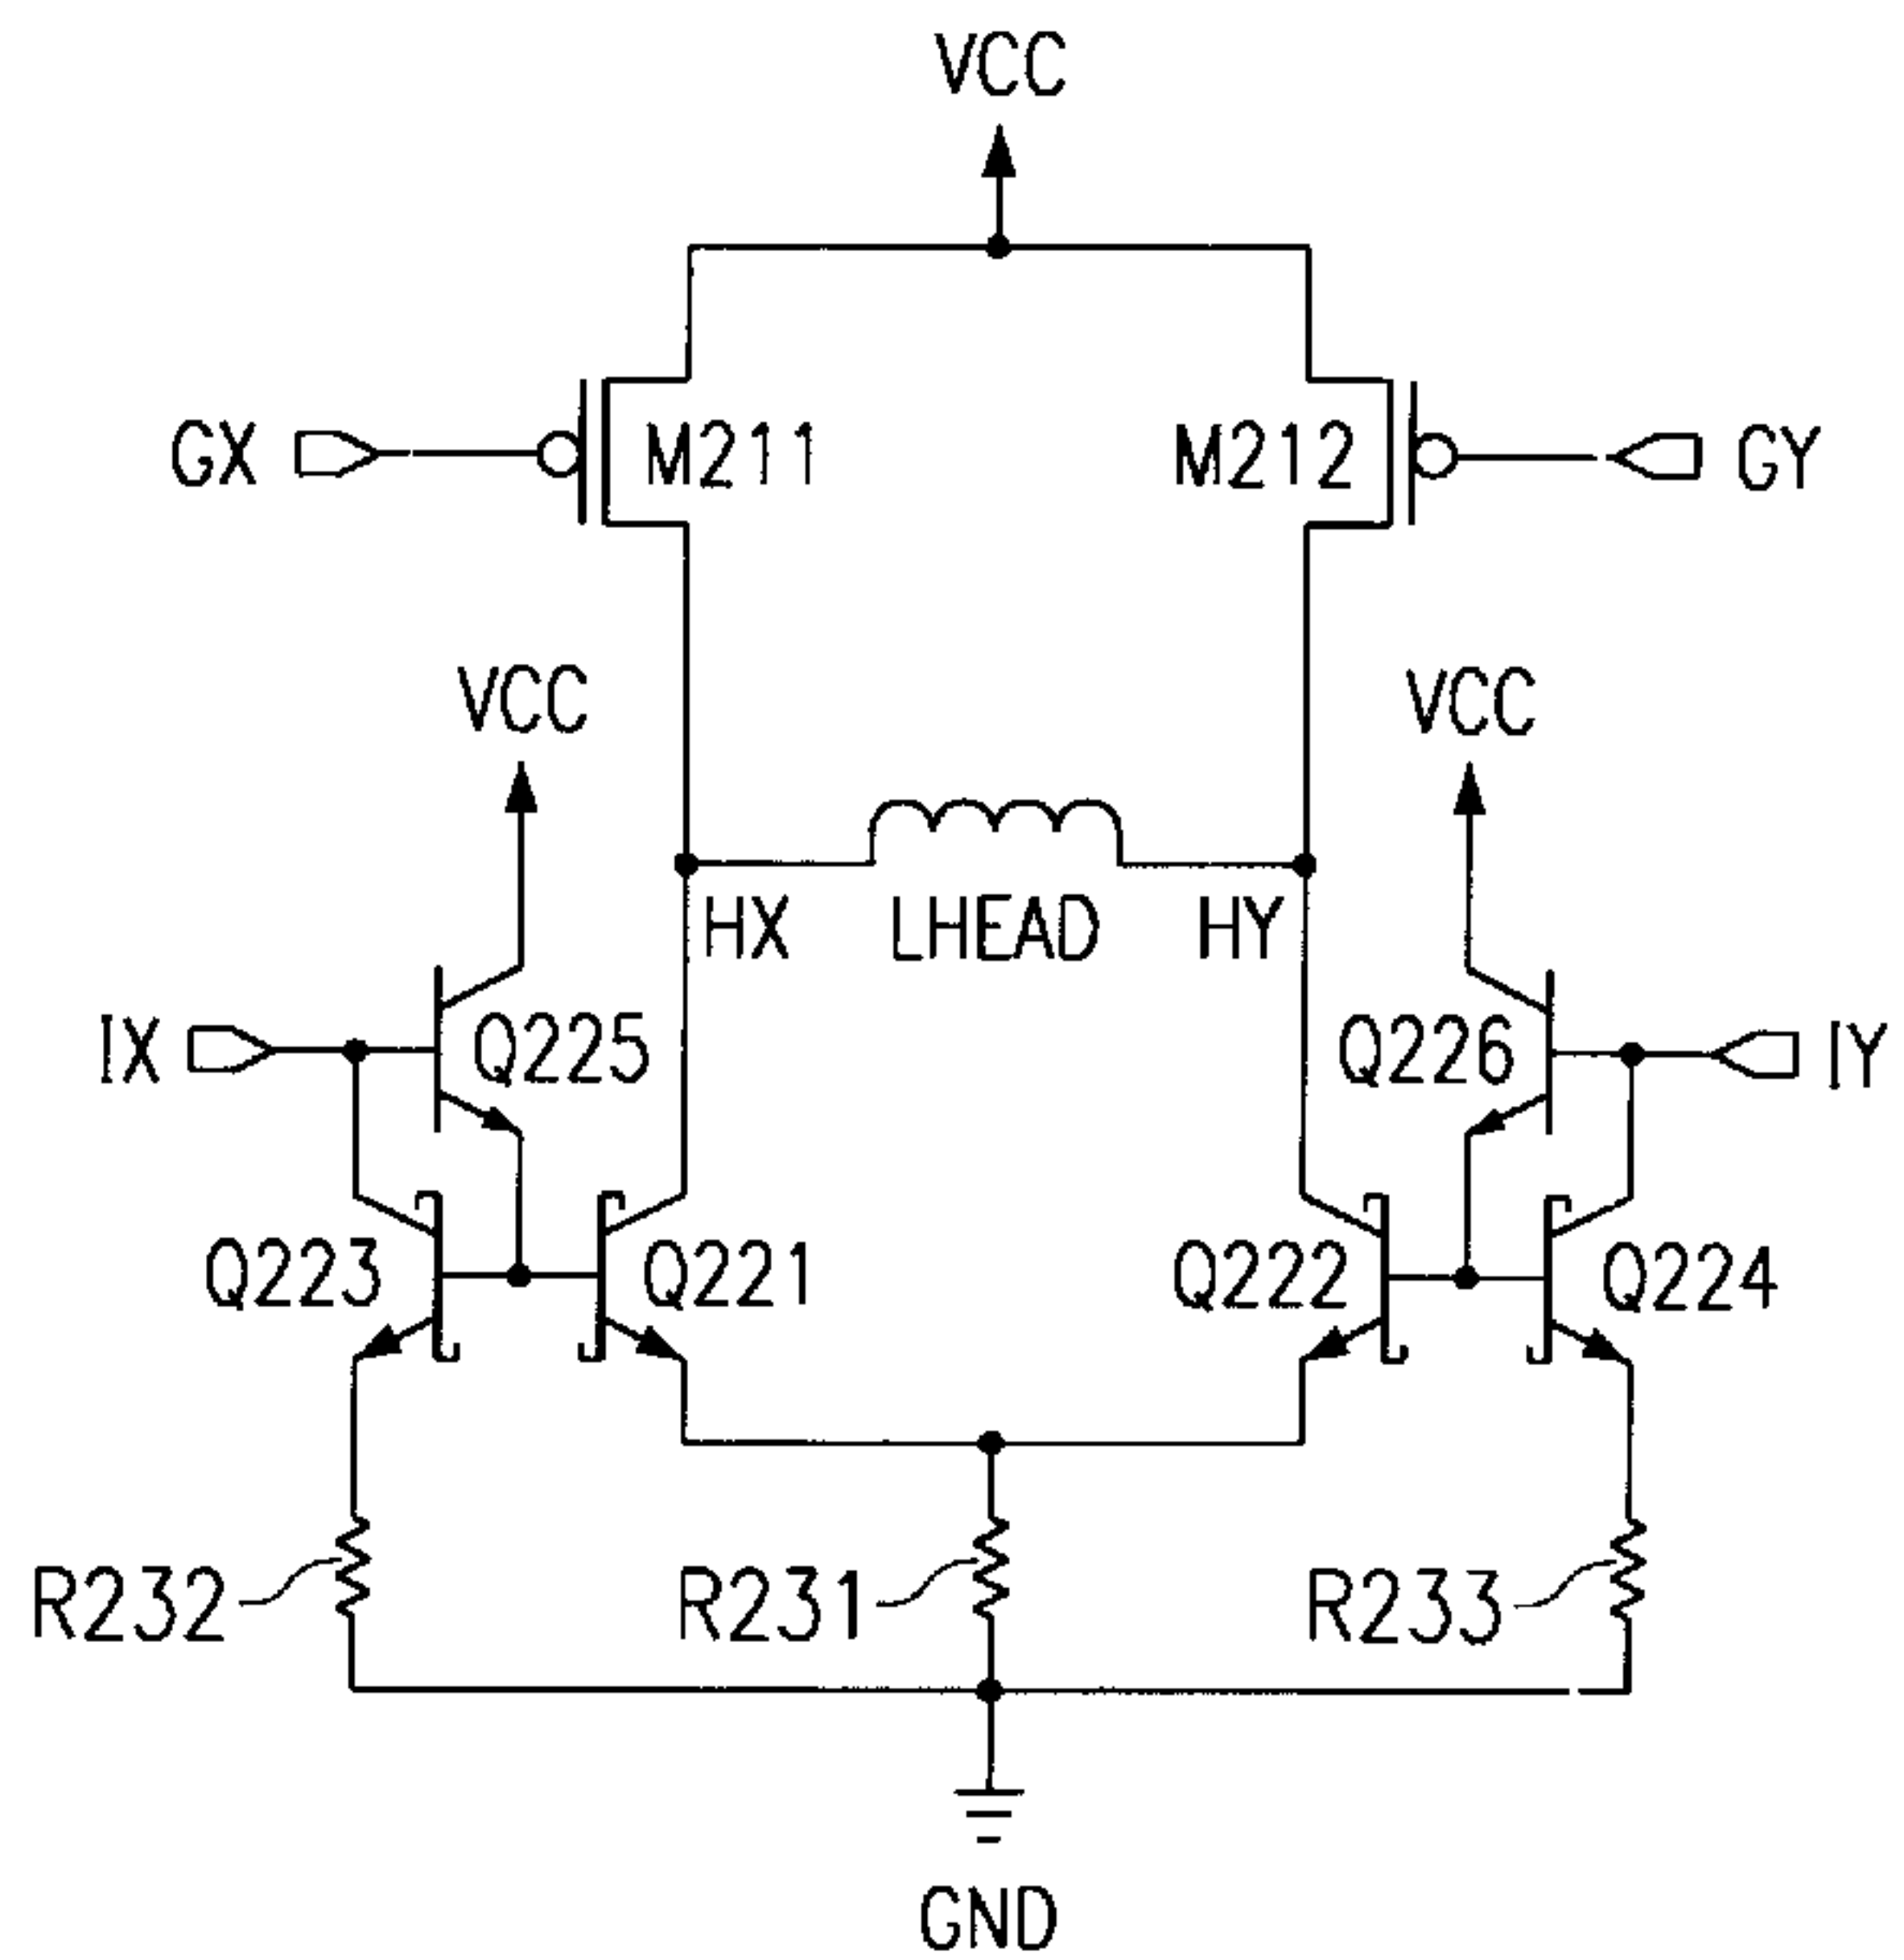 VCC
GX
M211
M212
GY
VCC
VCC
HX
LHEAD
HY
IX
Q225
Q226
IY
Q223
Q221
Q222
Q224
R232
R231
R233
GND